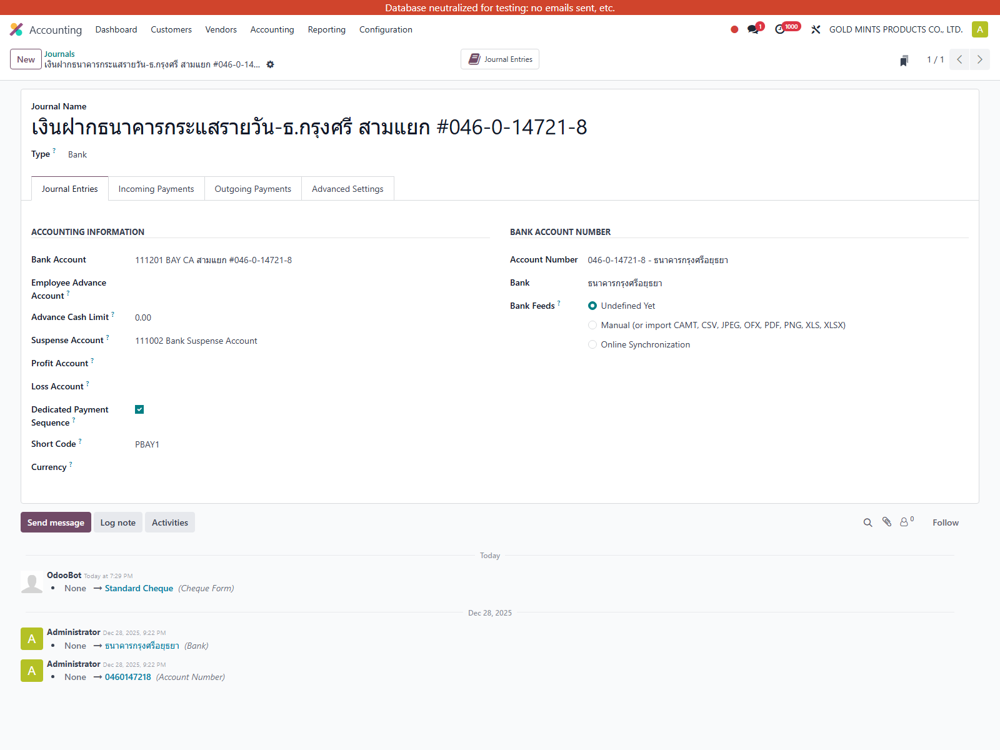 Database neutralized for testing: no emails sent, etc.
Accounting Dashboard Customers Vendors Accounting Reporting Configuration 1 1000 GOLD MINTS PRODUCTS CO., LTD. A
New
Journals
เงินฝากธนาคารกระแสรายวัน-ธ.กรุงศรี สามแยก #046-0-14...
Journal Entries
1 / 1
Journal Name
เงินฝากธนาคารกระแสรายวัน-ธ.กรุงศรี สามแยก #046-0-14721-8
Type ? Bank
Journal Entries Incoming Payments Outgoing Payments Advanced Settings
ACCOUNTING INFORMATION
Bank Account 111201 BAY CA สามแยก #046-0-14721-8
Employee Advance
Account ?
Advance Cash Limit ? 0.00
Suspense Account ? 111002 Bank Suspense Account
Profit Account ?
Loss Account ?
Dedicated Payment
Sequence ?
Short Code ? PBAY1
Currency ?
BANK ACCOUNT NUMBER
Account Number 046-0-14721-8 - ธนาคารกรุงศรีอยุธยา
Bank ธนาคารกรุงศรีอยุธยา
Bank Feeds ? Undefined Yet
Manual (or import CAMT, CSV, JPEG, OFX, PDF, PNG, XLS, XLSX)
Online Synchronization
Send message Log note Activities 0 Follow
Today
OdooBot Today at 7:29 PM
• None → Standard Cheque (Cheque Form)
Dec 28, 2025
A
Administrator Dec 28, 2025, 9:22 PM
• None → ธนาคารกรุงศรีอยุธยา (Bank)
A
Administrator Dec 28, 2025, 9:22 PM
• None → 0460147218 (Account Number)